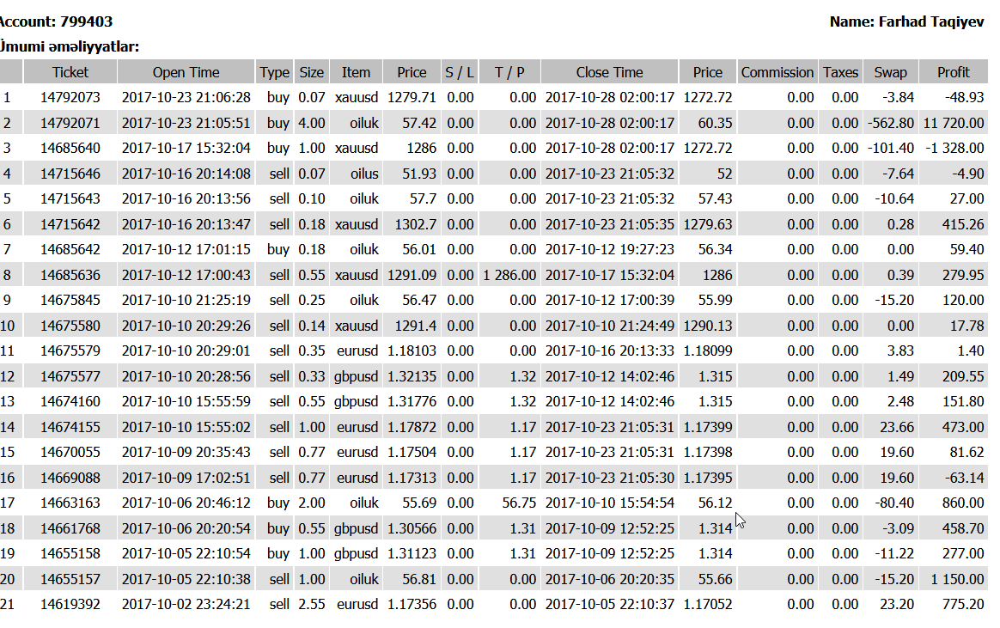 Account: 799403 Name: Farhad Taqiyev
Ümumi əməliyyatlar:
Ticket Open Time Type Size Item Price S / L T / P Close Time Price Commission Taxes Swap Profit
1 14792073 2017-10-23 21:06:28 buy 0.07 xauusd 1279.71 0.00 0.00 2017-10-28 02:00:17 1272.72 0.00 0.00 -3.84 -48.93
2 14792071 2017-10-23 21:05:51 buy 4.00 oiluk 57.42 0.00 0.00 2017-10-28 02:00:17 60.35 0.00 0.00 -562.80 11 720.00
3 14685640 2017-10-17 15:32:04 buy 1.00 xauusd 1286 0.00 0.00 2017-10-28 02:00:17 1272.72 0.00 0.00 -101.40 -1 328.00
4 14715646 2017-10-16 20:14:08 sell 0.07 oilus 51.93 0.00 0.00 2017-10-23 21:05:32 52 0.00 0.00 -7.64 -4.90
5 14715643 2017-10-16 20:13:56 sell 0.10 oiluk 57.7 0.00 0.00 2017-10-23 21:05:32 57.43 0.00 0.00 -10.64 27.00
6 14715642 2017-10-16 20:13:47 sell 0.18 xauusd 1302.7 0.00 0.00 2017-10-23 21:05:35 1279.63 0.00 0.00 0.28 415.26
7 14685642 2017-10-12 17:01:15 buy 0.18 oiluk 56.01 0.00 0.00 2017-10-12 19:27:23 56.34 0.00 0.00 0.00 59.40
8 14685636 2017-10-12 17:00:43 sell 0.55 xauusd 1291.09 0.00 1 286.00 2017-10-17 15:32:04 1286 0.00 0.00 0.39 279.95
9 14675845 2017-10-10 21:25:19 sell 0.25 oiluk 56.47 0.00 0.00 2017-10-12 17:00:39 55.99 0.00 0.00 -15.20 120.00
10 14675580 2017-10-10 20:29:26 sell 0.14 xauusd 1291.4 0.00 0.00 2017-10-10 21:24:49 1290.13 0.00 0.00 0.00 17.78
11 14675579 2017-10-10 20:29:01 sell 0.35 eurusd 1.18103 0.00 0.00 2017-10-16 20:13:33 1.18099 0.00 0.00 3.83 1.40
12 14675577 2017-10-10 20:28:56 sell 0.33 gbpusd 1.32135 0.00 1.32 2017-10-12 14:02:46 1.315 0.00 0.00 1.49 209.55
13 14674160 2017-10-10 15:55:59 sell 0.55 gbpusd 1.31776 0.00 1.32 2017-10-12 14:02:46 1.315 0.00 0.00 2.48 151.80
14 14674155 2017-10-10 15:55:02 sell 1.00 eurusd 1.17872 0.00 1.17 2017-10-23 21:05:31 1.17399 0.00 0.00 23.66 473.00
15 14670055 2017-10-09 20:35:43 sell 0.77 eurusd 1.17504 0.00 1.17 2017-10-23 21:05:31 1.17398 0.00 0.00 19.60 81.62
16 14669088 2017-10-09 17:02:51 sell 0.77 eurusd 1.17313 0.00 1.17 2017-10-23 21:05:30 1.17395 0.00 0.00 19.60 -63.14
17 14663163 2017-10-06 20:46:12 buy 2.00 oiluk 55.69 0.00 56.75 2017-10-10 15:54:54 56.12 0.00 0.00 -80.40 860.00
18 14661768 2017-10-06 20:20:54 buy 0.55 gbpusd 1.30566 0.00 1.31 2017-10-09 12:52:25 1.314 0.00 0.00 -3.09 458.70
19 14655158 2017-10-05 22:10:54 buy 1.00 gbpusd 1.31123 0.00 1.31 2017-10-09 12:52:25 1.314 0.00 0.00 -11.22 277.00
20 14655157 2017-10-05 22:10:38 sell 1.00 oiluk 56.81 0.00 0.00 2017-10-06 20:20:35 55.66 0.00 0.00 -15.20 1 150.00
21 14619392 2017-10-02 23:24:21 sell 2.55 eurusd 1.17356 0.00 0.00 2017-10-05 22:10:37 1.17052 0.00 0.00 23.20 775.20